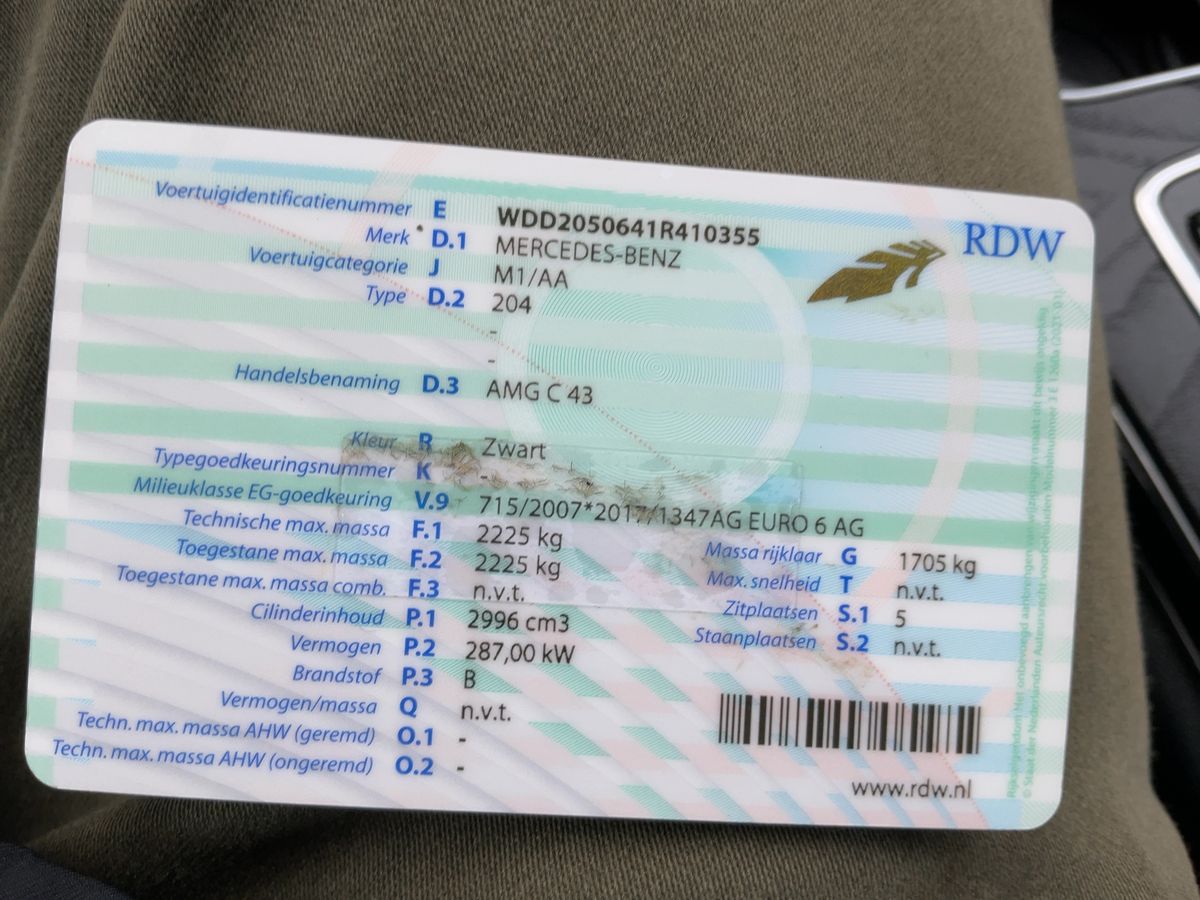 Voertuigidentificatienummer E WDD2050641R410355
RDW
Merk D.1 MERCEDES-BENZ
Voertuigcategorie J M1/AA
Type D.2 204
-
-
Handelsbenaming D.3 AMG C 43
Kleur R Zwart
Typegoedkeuringsnummer K -
Milieuklasse EG-goedkeuring V.9 715/2007*2017/1347AG EURO 6 AG
Technische max. massa F.1 2225 kg
Toegestane max. massa F.2 2225 kg
Toegestane max. massa comb. F.3 n.v.t.
Cilinderinhoud P.1 2996 cm3
Vermogen P.2 287,00 kW
Brandstof P.3 B
Vermogen/massa Q n.v.t.
Techn. max. massa AHW (geremd) O.1 -
Techn. max. massa AHW (ongeremd) O.2 -
Massa rijklaar G 1705 kg
Max. snelheid T n.v.t.
Zitplaatsen S.1 5
Staanplaatsen S.2 n.v.t.
www.rdw.nl